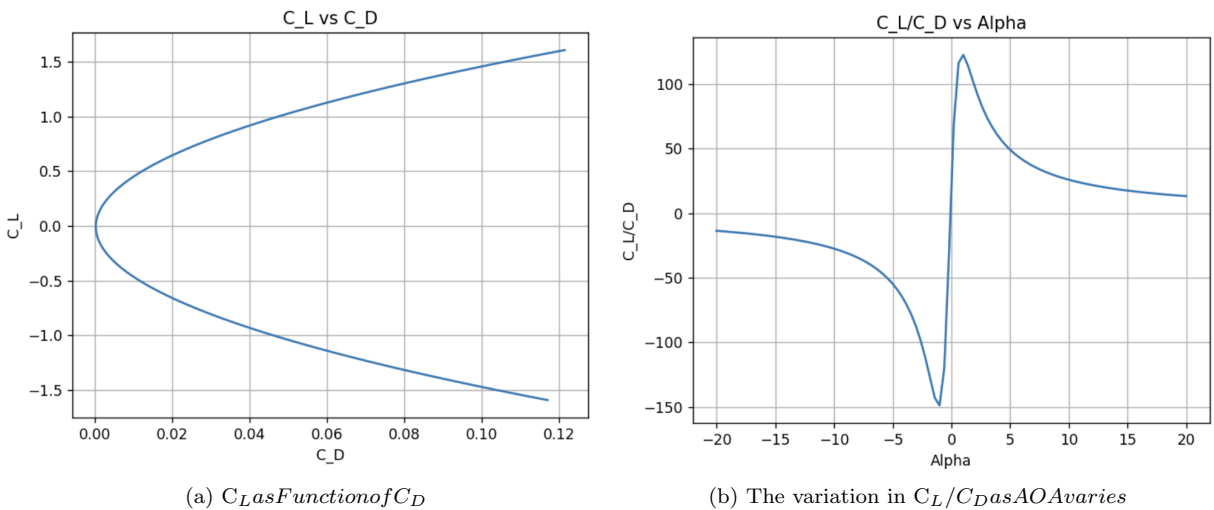 C_L vs C_D
1.5
1.0
0.5
0.0
−0.5
−1.0
−1.5
C_L
0.00 0.02 0.04 0.06 0.08 0.10 0.12
C_D
(a) C_LasFunctionofC_D
C_L/C_D vs Alpha
100
50
0
−50
−100
−150
C_L/C_D
−20 −15 −10 −5 0 5 10 15 20
Alpha
(b) The variation in C_L/C_DasAOAvaries